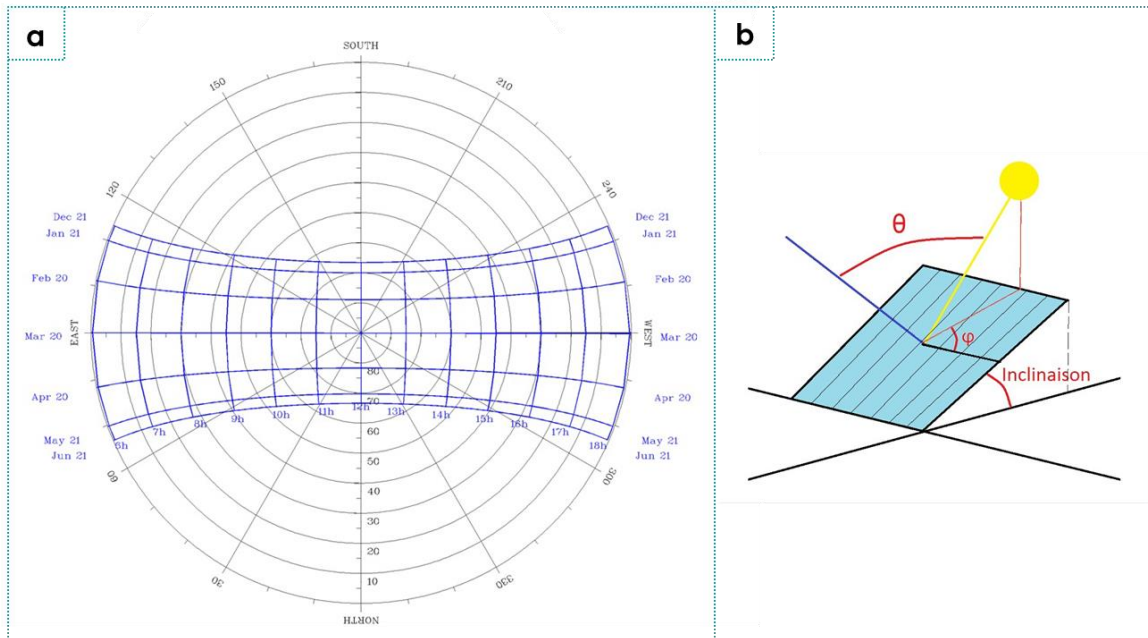 a
SOUTH
150
210
120
240
Dec 21
Jan 21
Feb 20
Mar 20
Apr 20
May 21
Jun 21
EAST
Dec 21
Jan 21
Feb 20
Mar 20
Apr 20
May 21
Jun 21
WEST
80
70
60
50
40
30
20
10
6h
7h
8h
9h
10h
11h
12h
13h
14h
15h
16h
17h
18h
60
300
30
330
NORTH
b
θ
φ
Inclinaison